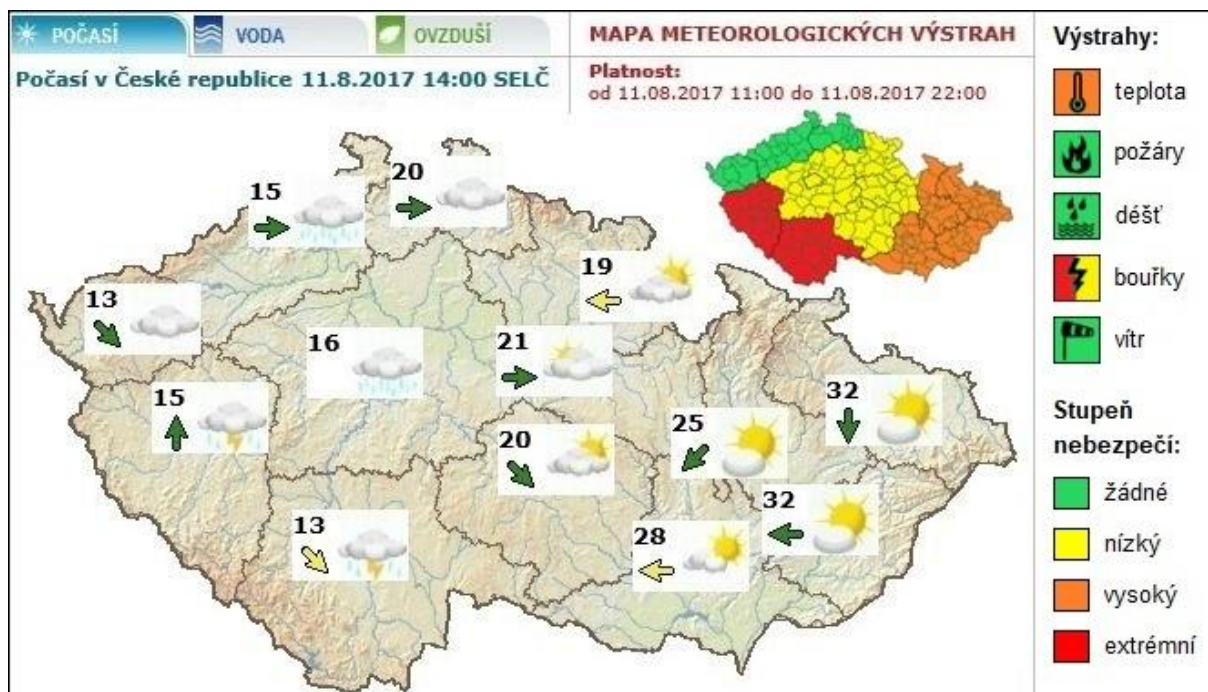 POČASÍ
VODA
OVZDUŠÍ
Počasí v České republice 11.8.2017 14:00 SELČ
MAPA METEOROLOGICKÝCH VÝSTRAH
Platnost:
od 11.08.2017 11:00 do 11.08.2017 22:00
15
20
19
13
16
21
15
32
25
20
32
13
28
Výstrahy:
teplota
požáry
déšť
bouřky
vítr
Stupeň
nebezpečí:
žádné
nízký
vysoký
extrémní